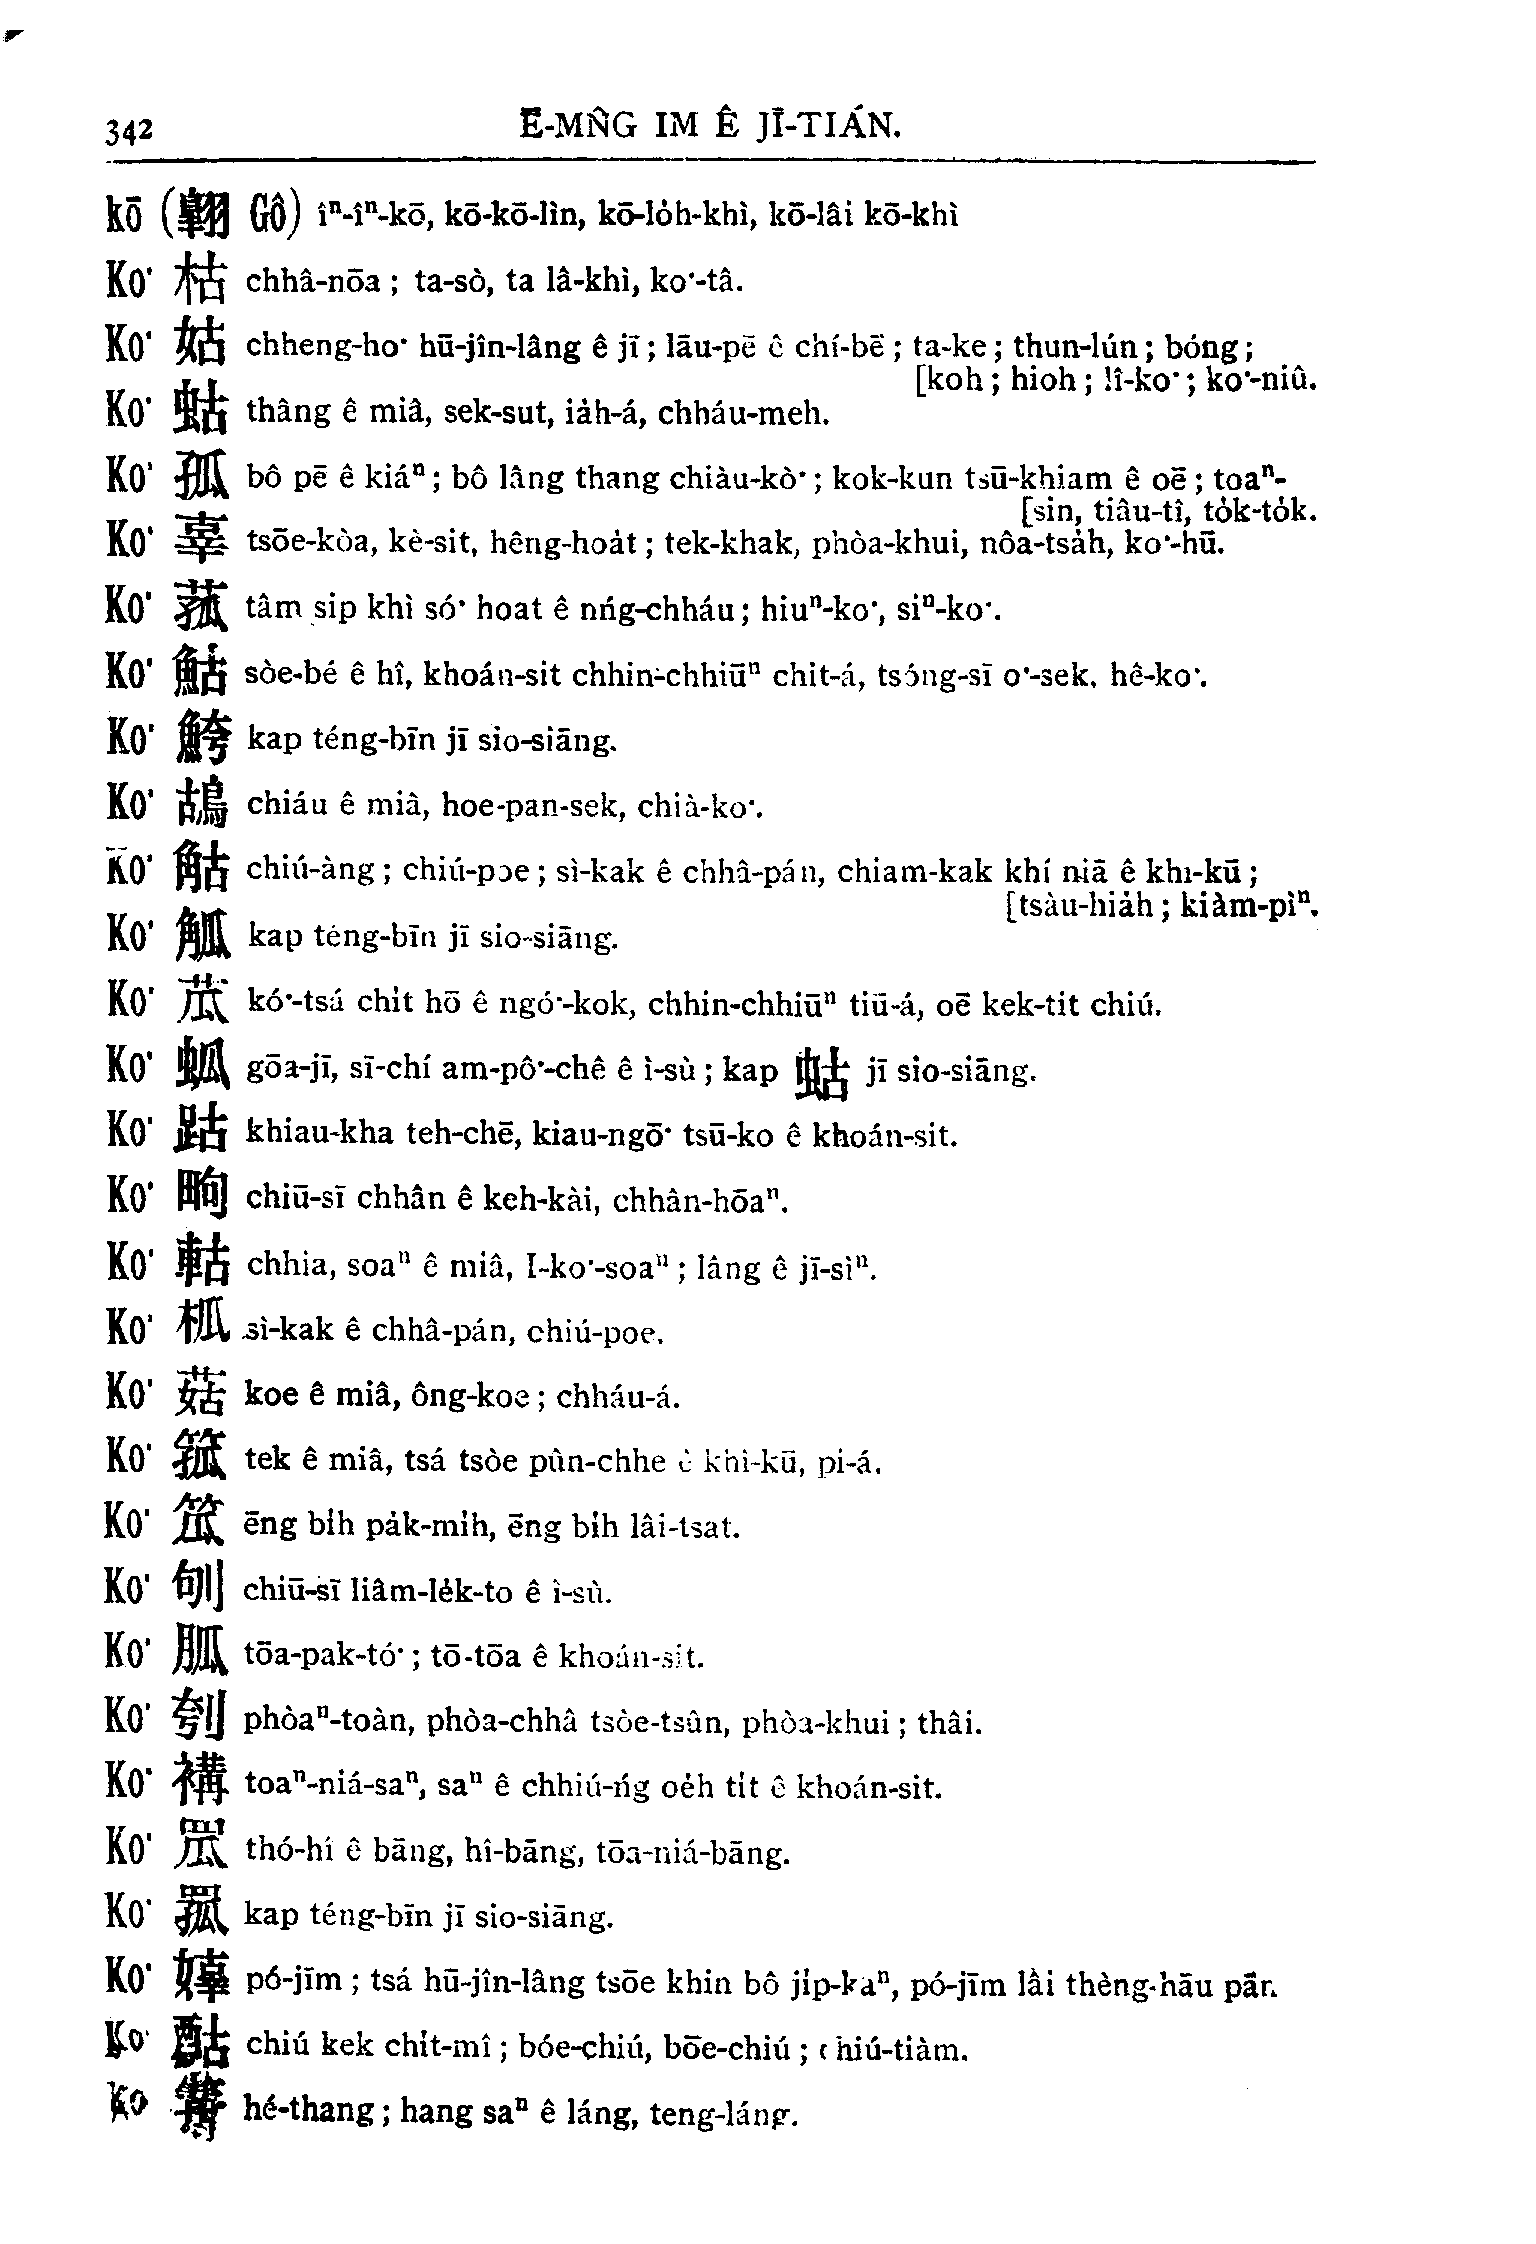 342 Ē-MN̂G IM Ê JĪ-TIÁN.
kō (翺 Gô) îⁿ-îⁿ-kō, kō-kō-lìn, kō-lo̍h-khì, kō-lâi kō-khì
Ko͘ 枯 chhâ-nōa ; ta-sò, ta lâ-khì, ko͘-tâ.
Ko͘ 姑 chheng-ho͘ hū-jîn-lâng ê jī ; lāu-pē ê chí-bē ; ta-ke ; thun-lún ; bóng ;
[koh ; hioh ; lî-ko͘ ; ko͘-niû.
Ko͘ 蛄 thâng ê miâ, sek-sut, ia̍h-á, chháu-meh.
Ko͘ 孤 bô pē ê kiáⁿ ; bô lâng thang chiàu-kò͘ ; kok-kun tsū-khiam ê oē ; toaⁿ-
[sin, tiâu-tî, to̍k-to̍k.
Ko͘ 辜 tsōe-kòa, kè-sit, hêng-hoa̍t ; tek-khak, phòa-khui, nôa-tsa̍h, ko͘-hū.
Ko͘ 菰 tâm sip khì só͘ hoat ê nńg-chháu ; hiuⁿ-ko͘, siⁿ-ko͘.
Ko͘ 鮕 sòe-bé ê hî, khoán-sit chhin-chhiūⁿ chit-á, tsóng-sī o͘-sek, hê-ko͘.
Ko͘ 鮬 kap téng-bīn jī sio-siāng.
Ko͘ 鴣 chiáu ê miâ, hoe-pan-sek, chià-ko͘.
Ko͘ 𧣡 chiú-àng ; chiú-poe ; sì-kak ê chhâ-pán, chiam-kak khí niā ê khı-kū ;
[tsàu-hia̍h ; kiàm-pìⁿ.
Ko͘ 觚 kap téng-bīn jī sio-siāng.
Ko͘ 苽 kó͘-tsá chi̍t hō ê ngó͘-kok, chhin-chhiūⁿ tiū-á, oē kek-tit chiú.
Ko͘ 㼋 gōa-jī, sī-chí am-pô͘-chê ê ì-sù ; kap 蛄 jī sio-siāng.
Ko͘ 跍 khiau-kha teh-chē, kiau-ngō͘ tsū-ko ê khoán-sit.
Ko͘ 畇 chiū-sī chhân ê keh-kài, chhân-hōaⁿ.
Ko͘ 軲 chhia, soaⁿ ê miâ, I-ko͘-soaⁿ ; lâng ê jī-sìⁿ.
Ko͘ 柧 sì-kak ê chhâ-pán, chiú-poe.
Ko͘ 菇 koe ê miâ, ông-koe ; chháu-á.
Ko͘ 箛 tek ê miâ, tsá tsòe pûn-chhe ê khì-kū, pi-á.
Ko͘ 笟 ēng bi̍h pa̍k-mi̍h, ēng bi̍h lâi-tsat.
Ko͘ 刏 chiū-sī liâm-le̍k-to ê ì-sù.
Ko͘ 胍 tōa-pak-tó͘ ; tō-tōa ê khoán-sit.
Ko͘ 刳 phòaⁿ-toàn, phòa-chhâ tsòe-tsûn, phòa-khui ; thâi.
Ko͘ 褠 toaⁿ-niá-saⁿ, saⁿ ê chhiú-ńg oe̍h ti̍t ê khoán-sit.
Ko͘ 罛 thó-hí ê bāng, hî-bāng, tōa-niá-bāng.
Ko͘ 罟 kap téng-bīn jī sio-siāng.
Ko͘ 嫴 pó-jīm ; tsá hū-jîn-lâng tsōe khin bô ji̍p-kaⁿ, pó-jīm lâi thèng-hāu pān.
Ko͘ 酤 chiú kek chi̍t-mî ; bóe-chiú, bōe-chiú ; chiú-tiàm.
Ko͘ 篝 hé-thang ; hang saⁿ ê láng, teng-láng.